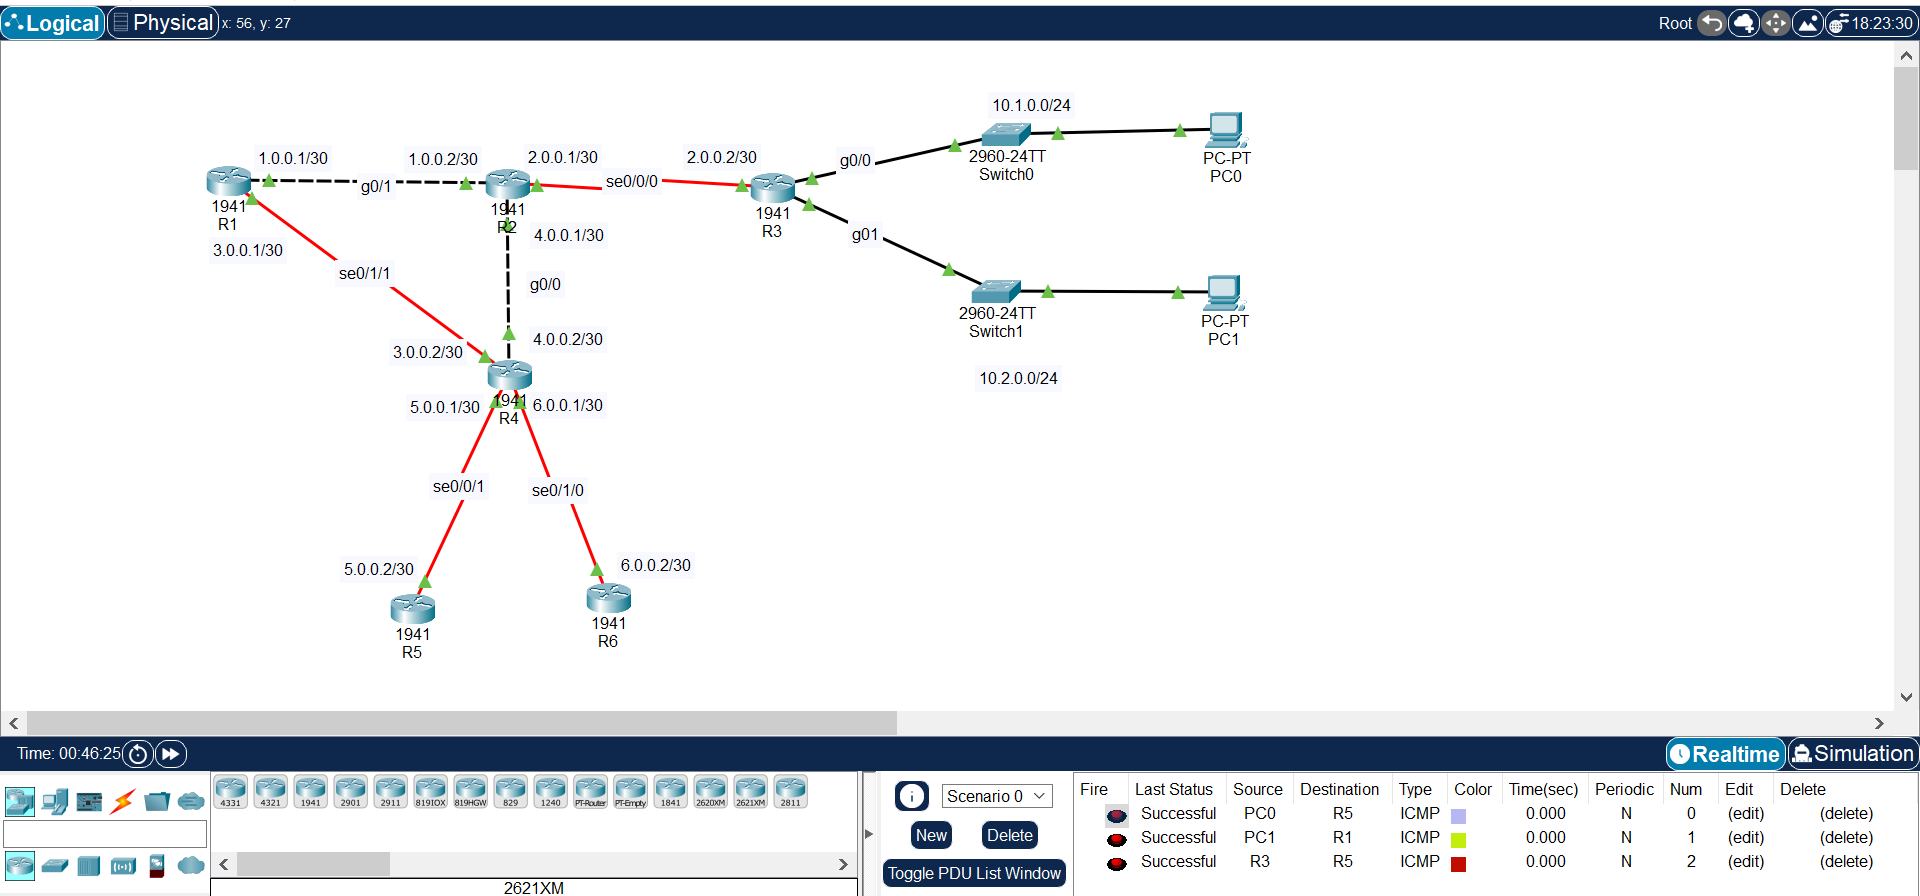 Logical
Physical
x: 56, y: 27
Root
18:23:30
10.1.0.0/24
1.0.0.1/30
1.0.0.2/30
2.0.0.1/30
2.0.0.2/30
g0/0
2960-24TT
Switch0
PC-PT
PC0
g0/1
se0/0/0
1941
R1
1941
R2
1941
R3
3.0.0.1/30
4.0.0.1/30
g01
se0/1/1
g0/0
2960-24TT
Switch1
PC-PT
PC1
3.0.0.2/30
4.0.0.2/30
10.2.0.0/24
5.0.0.1/30
1941
R4
6.0.0.1/30
se0/0/1
se0/1/0
5.0.0.2/30
6.0.0.2/30
1941
R5
1941
R6
Time: 00:46:25
Realtime
Simulation
4331
4321
1941
2901
2911
819IOX
819HGW
829
1240
PT-Router
PT-Empty
1841
2620XM
2621XM
2811
2621XM
Scenario 0
New
Delete
Toggle PDU List Window
Fire Last Status Source Destination Type Color Time(sec) Periodic Num Edit Delete
Successful PC0 R5 ICMP 0.000 N 0 (edit) (delete)
Successful PC1 R1 ICMP 0.000 N 1 (edit) (delete)
Successful R3 R5 ICMP 0.000 N 2 (edit) (delete)